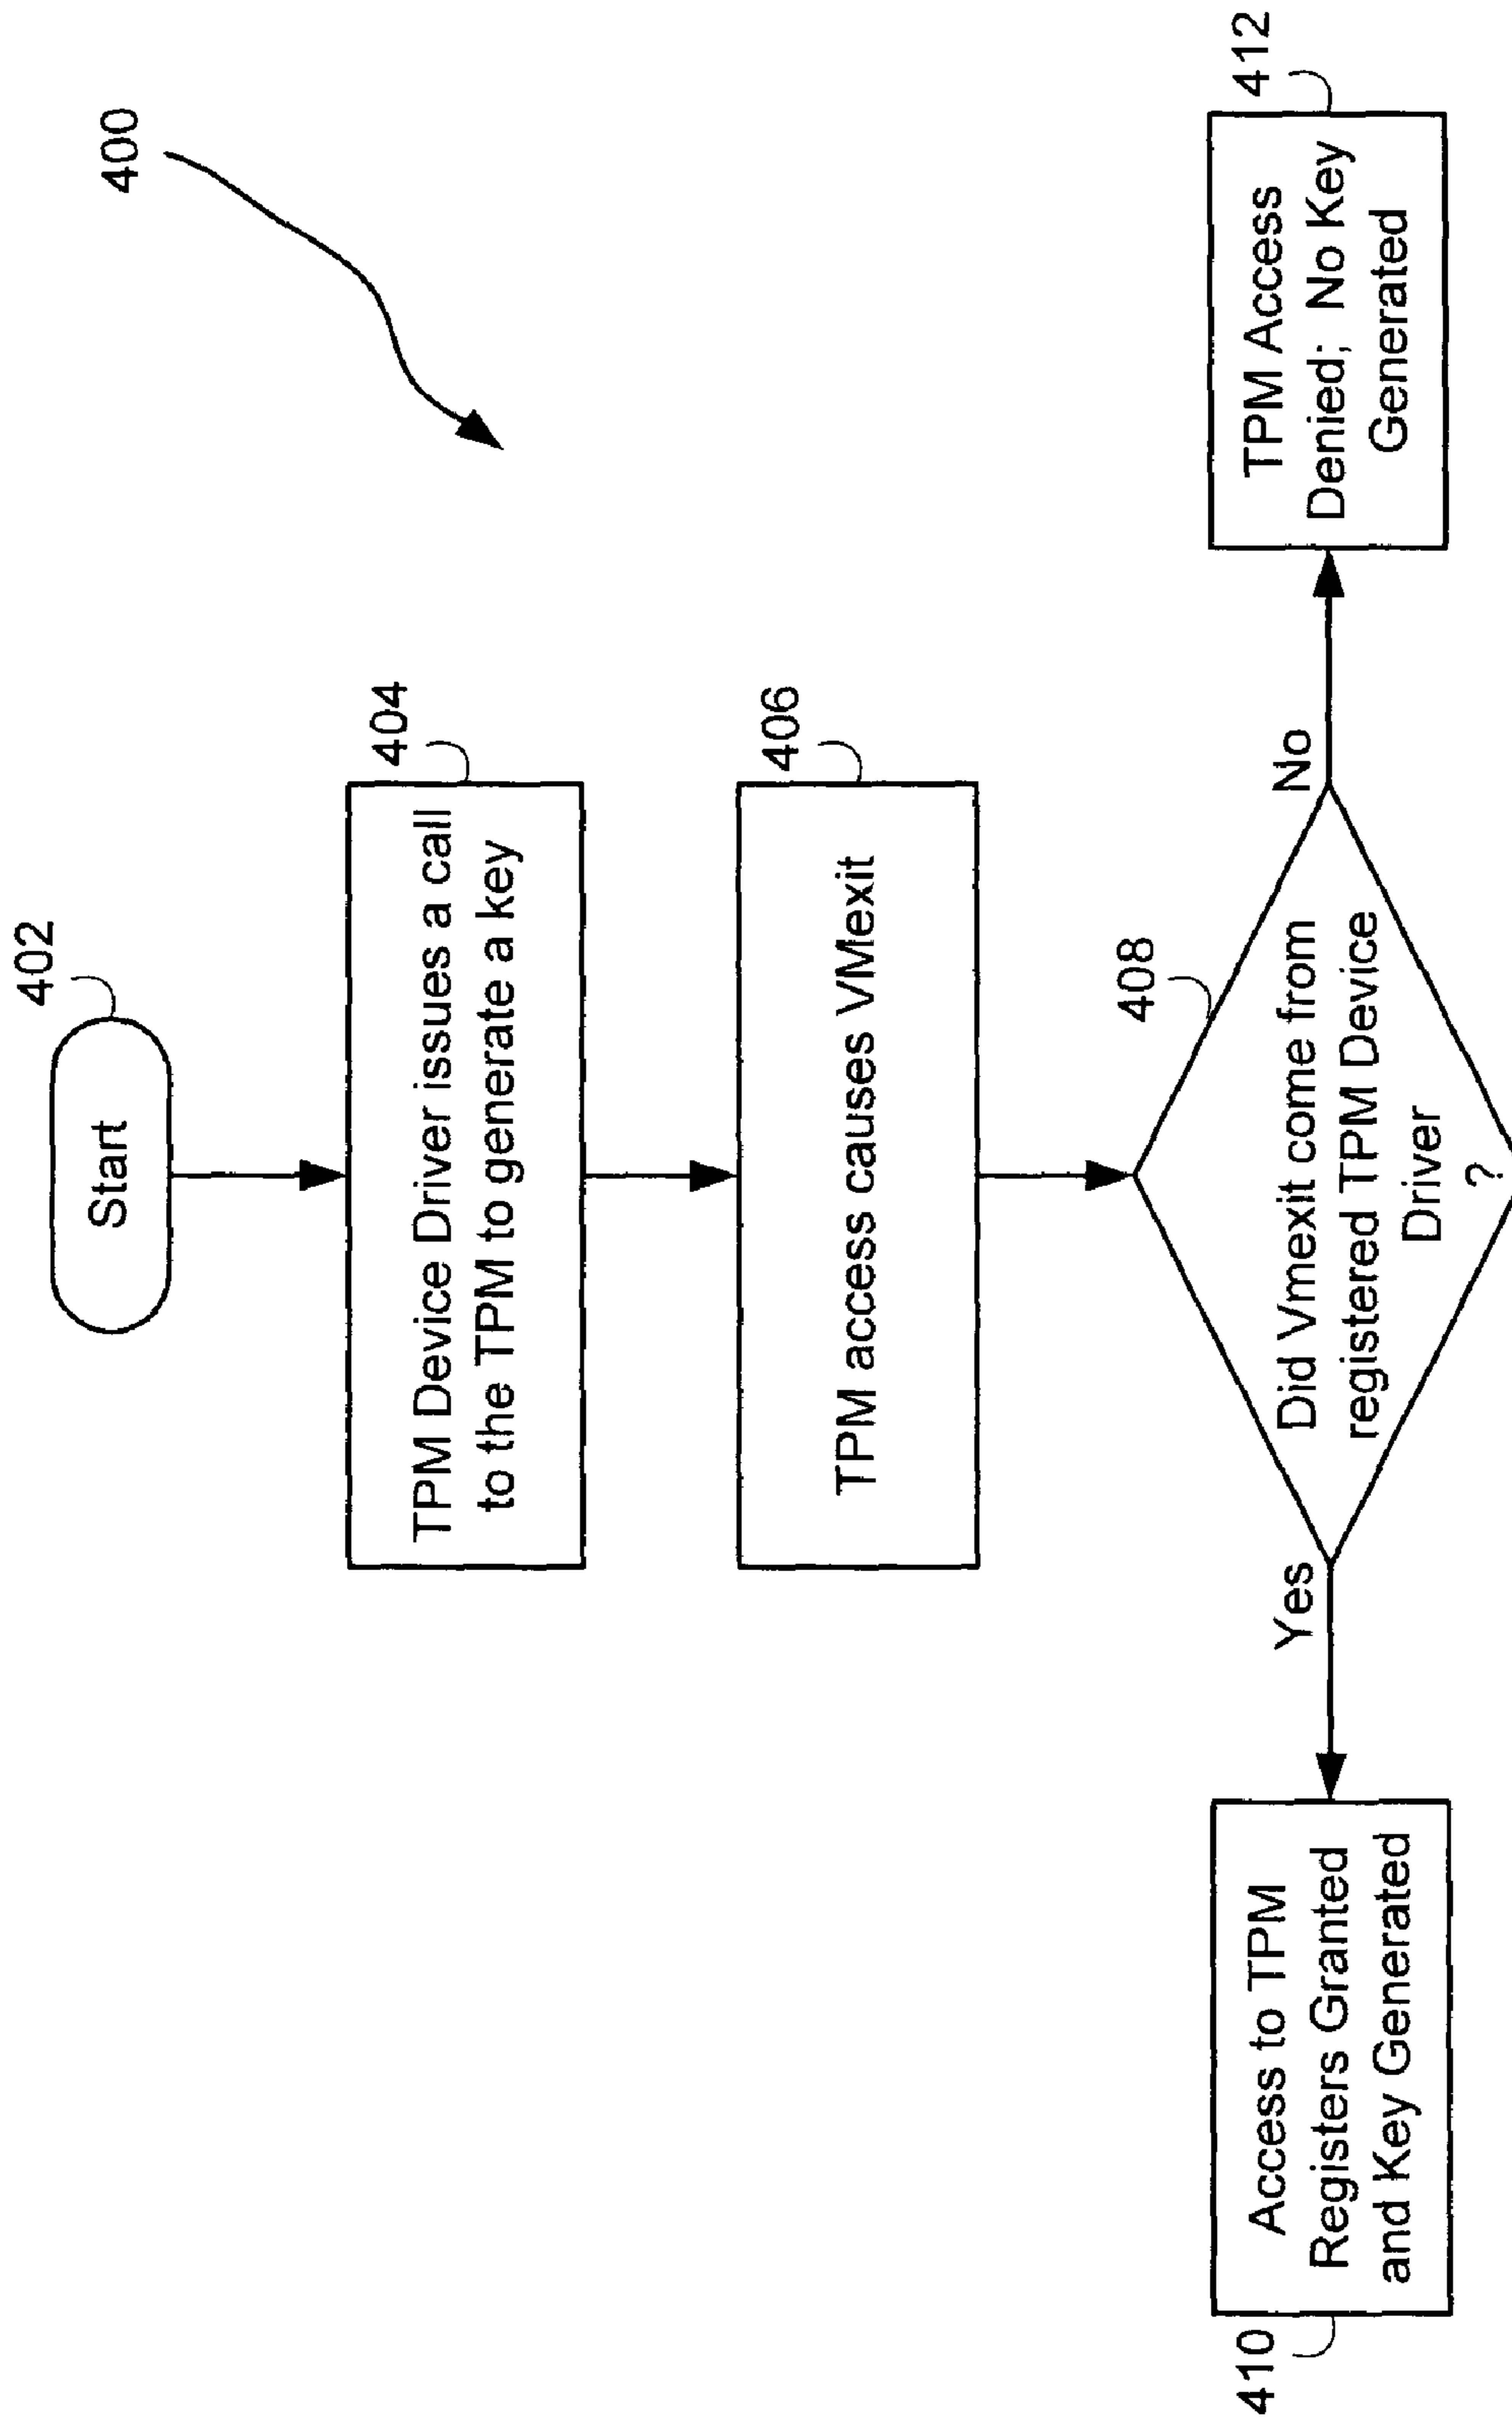 400
402
Start
404
TPM Device Driver issues a call
to the TPM to generate a key
406
TPM access causes VMexit
408
Did Vmexit come from
registered TPM Device
Driver
?
Yes
No
Access to TPM
Registers Granted
and Key Generated
410
412
TPM Access
Denied; No Key
Generated